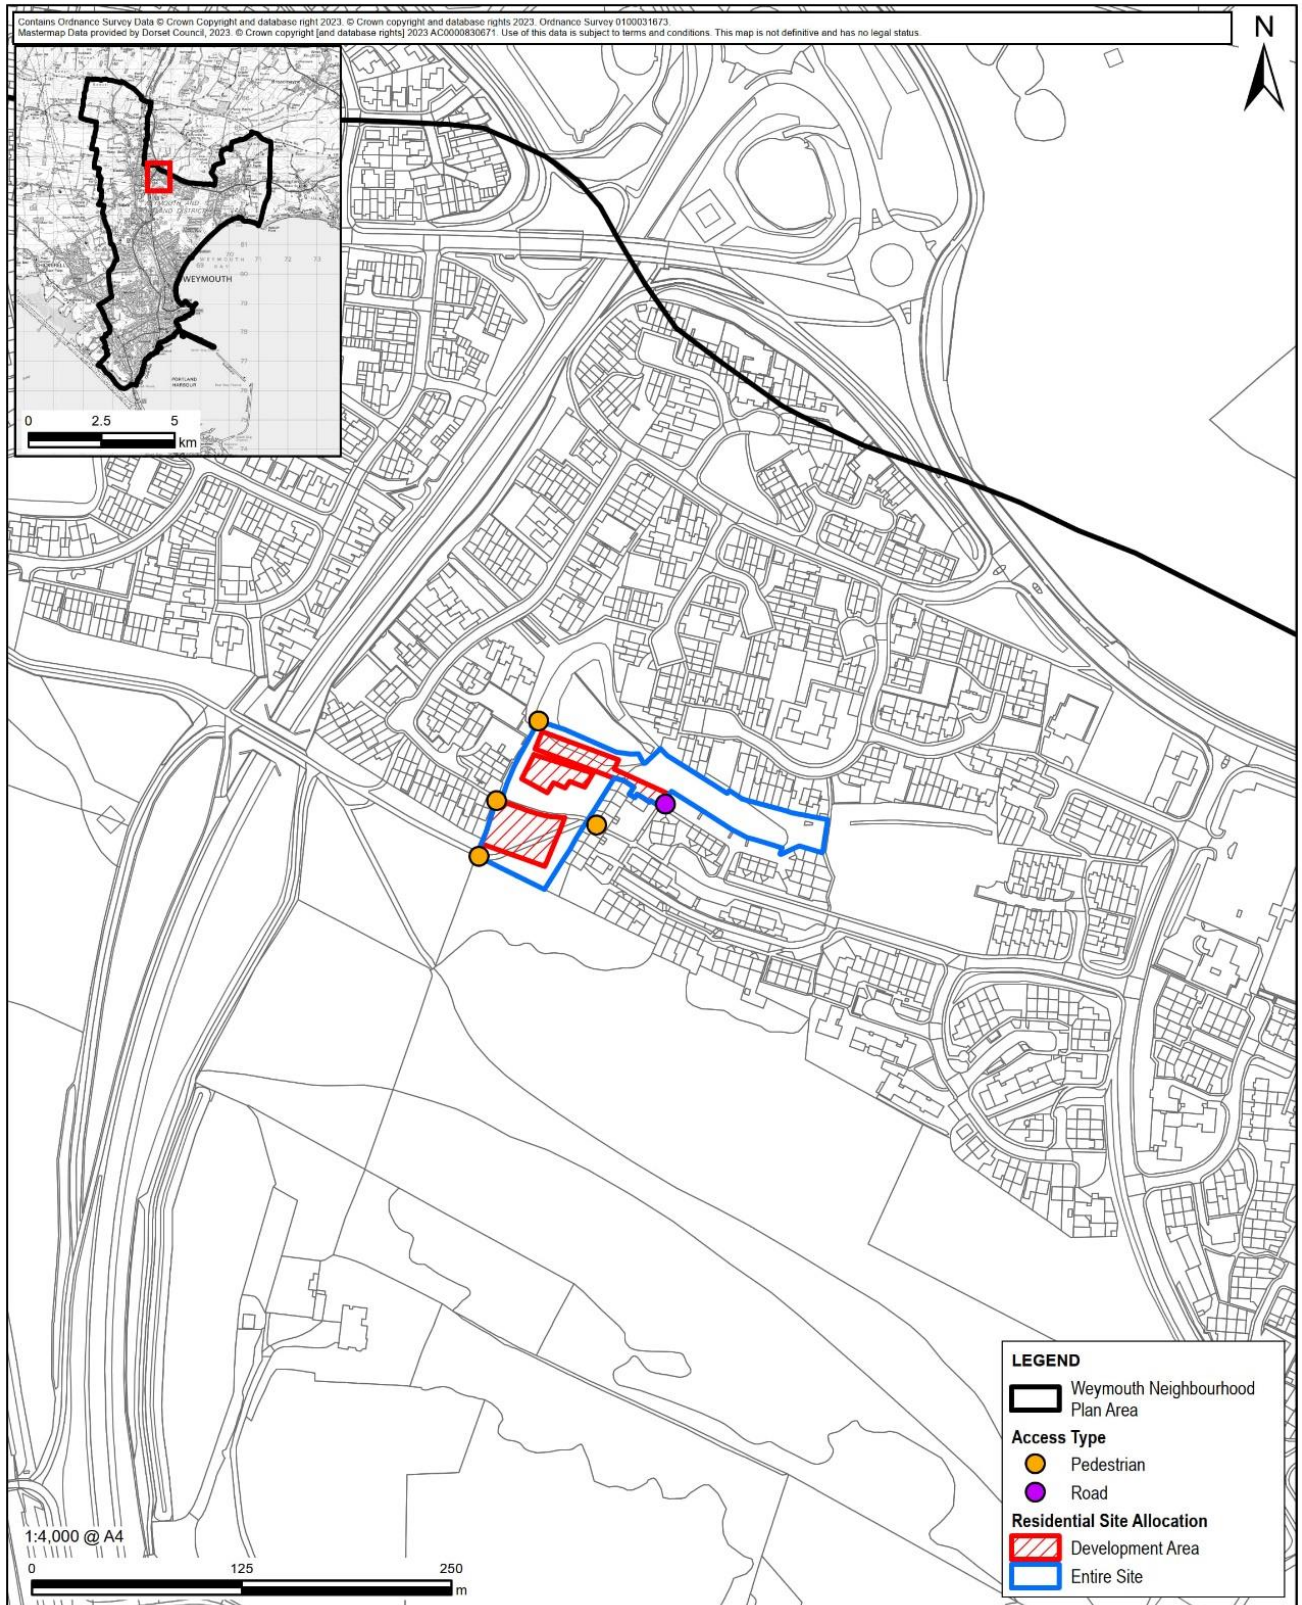 Contains Ordnance Survey Data © Crown Copyright and database right 2023. © Crown copyright and database rights 2023. Ordnance Survey 0100031673.
Mastermap Data provided by Dorset Council, 2023. © Crown copyright [and database rights] 2023 AC0000830671. Use of this data is subject to terms and conditions. This map is not definitive and has no legal status.
N
WEYMOUTH
PORTLAND
HARBOUR
0 2.5 5
km
LEGEND
Weymouth Neighbourhood
Plan Area
Access Type
Pedestrian
Road
Residential Site Allocation
Development Area
Entire Site
1:4,000 @ A4
0 125 250
m